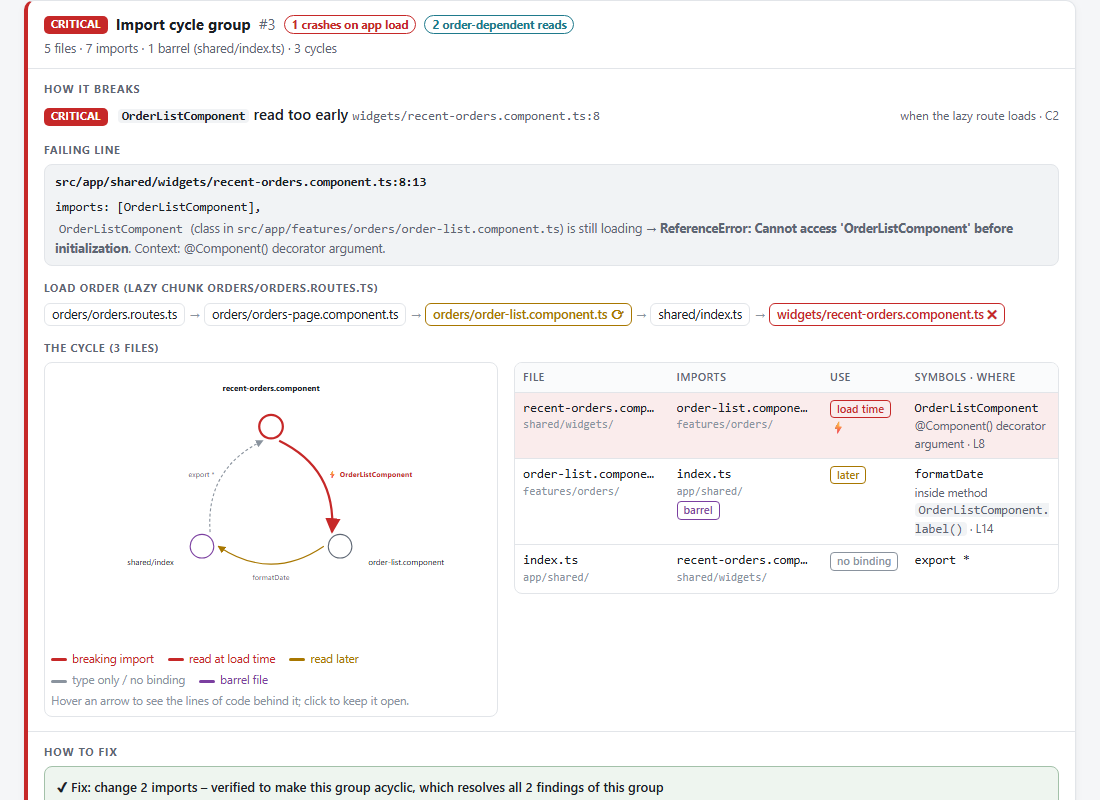 CRITICAL Import cycle group #3 1 crashes on app load 2 order-dependent reads
5 files · 7 imports · 1 barrel (shared/index.ts) · 3 cycles
HOW IT BREAKS
CRITICAL OrderListComponent read too early widgets/recent-orders.component.ts:8 when the lazy route loads · C2
FAILING LINE
src/app/shared/widgets/recent-orders.component.ts:8:13
imports: [OrderListComponent],
OrderListComponent (class in src/app/features/orders/order-list.component.ts) is still loading → ReferenceError: Cannot access 'OrderListComponent' before
initialization. Context: @Component() decorator argument.
LOAD ORDER (LAZY CHUNK ORDERS/ORDERS.ROUTES.TS)
orders/orders.routes.ts → orders/orders-page.component.ts → orders/order-list.component.ts ⟳ → shared/index.ts → widgets/recent-orders.component.ts ✕
THE CYCLE (3 FILES)
recent-orders.component
export *
OrderListComponent
shared/index
order-list.component
formatDate
breaking import read at load time read later
type only / no binding barrel file
Hover an arrow to see the lines of code behind it; click to keep it open.
FILE IMPORTS USE SYMBOLS · WHERE
recent-orders.comp… order-list.compone… load time OrderListComponent
shared/widgets/ features/orders/ @Component() decorator
argument · L8
order-list.compone… index.ts later formatDate
features/orders/ app/shared/ inside method
barrel OrderListComponent.
label() · L14
index.ts recent-orders.comp… no binding export *
app/shared/ shared/widgets/
HOW TO FIX
✔ Fix: change 2 imports – verified to make this group acyclic, which resolves all 2 findings of this group